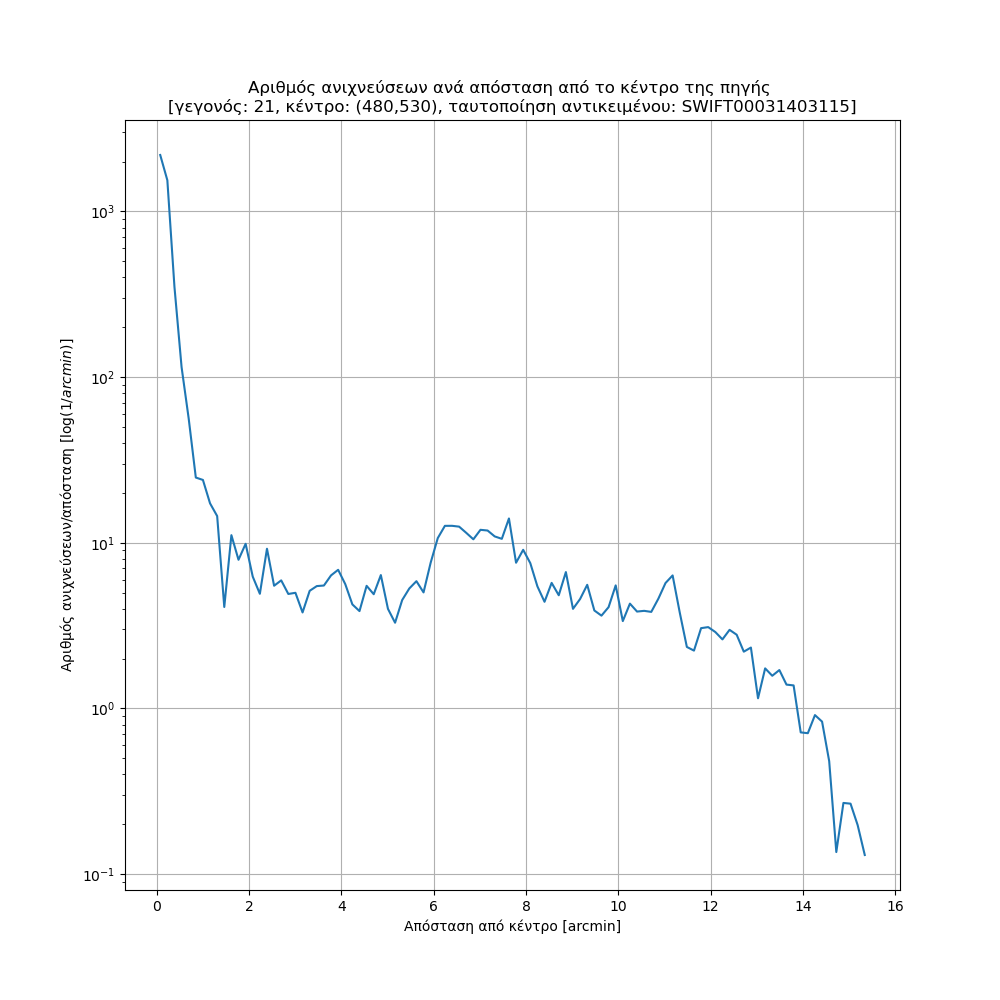 Αριθμός ανιχνεύσεων ανά απόσταση από το κέντρο της πηγής
[γεγονός: 21, κέντρο: (480,530), ταυτοποίηση αντικειμένου: SWIFT00031403115]
Αριθμός ανιχνεύσεων/απόσταση [log(1/arcmin)]
10³
10²
10¹
10⁰
10⁻¹
0 2 4 6 8 10 12 14 16
Απόσταση από κέντρο [arcmin]